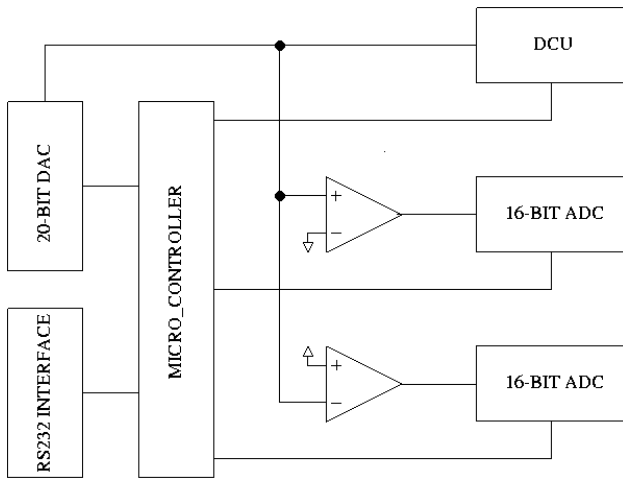 DCU
20-BIT DAC
MICRO_CONTROLLER
+
−
16-BIT ADC
RS232 INTERFACE
+
−
16-BIT ADC